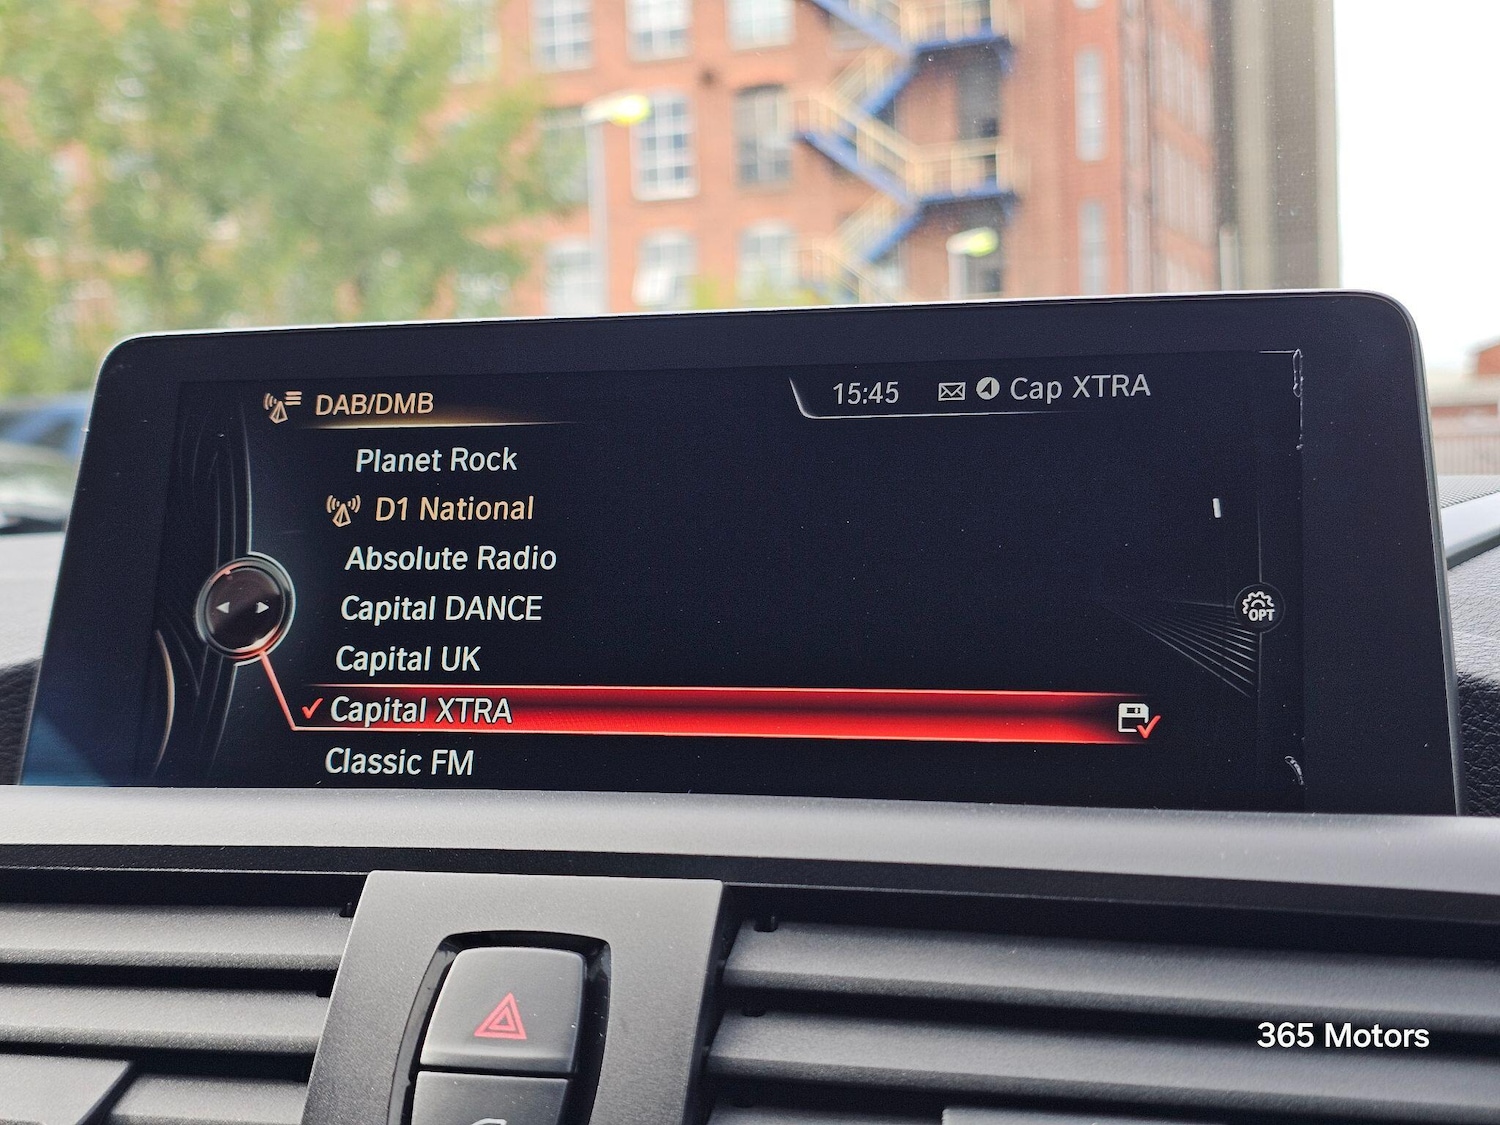 DAB/DMB
15:45 Cap XTRA
Planet Rock
D1 National
Absolute Radio
Capital DANCE
Capital UK
Capital XTRA
Classic FM
OPT
365 Motors